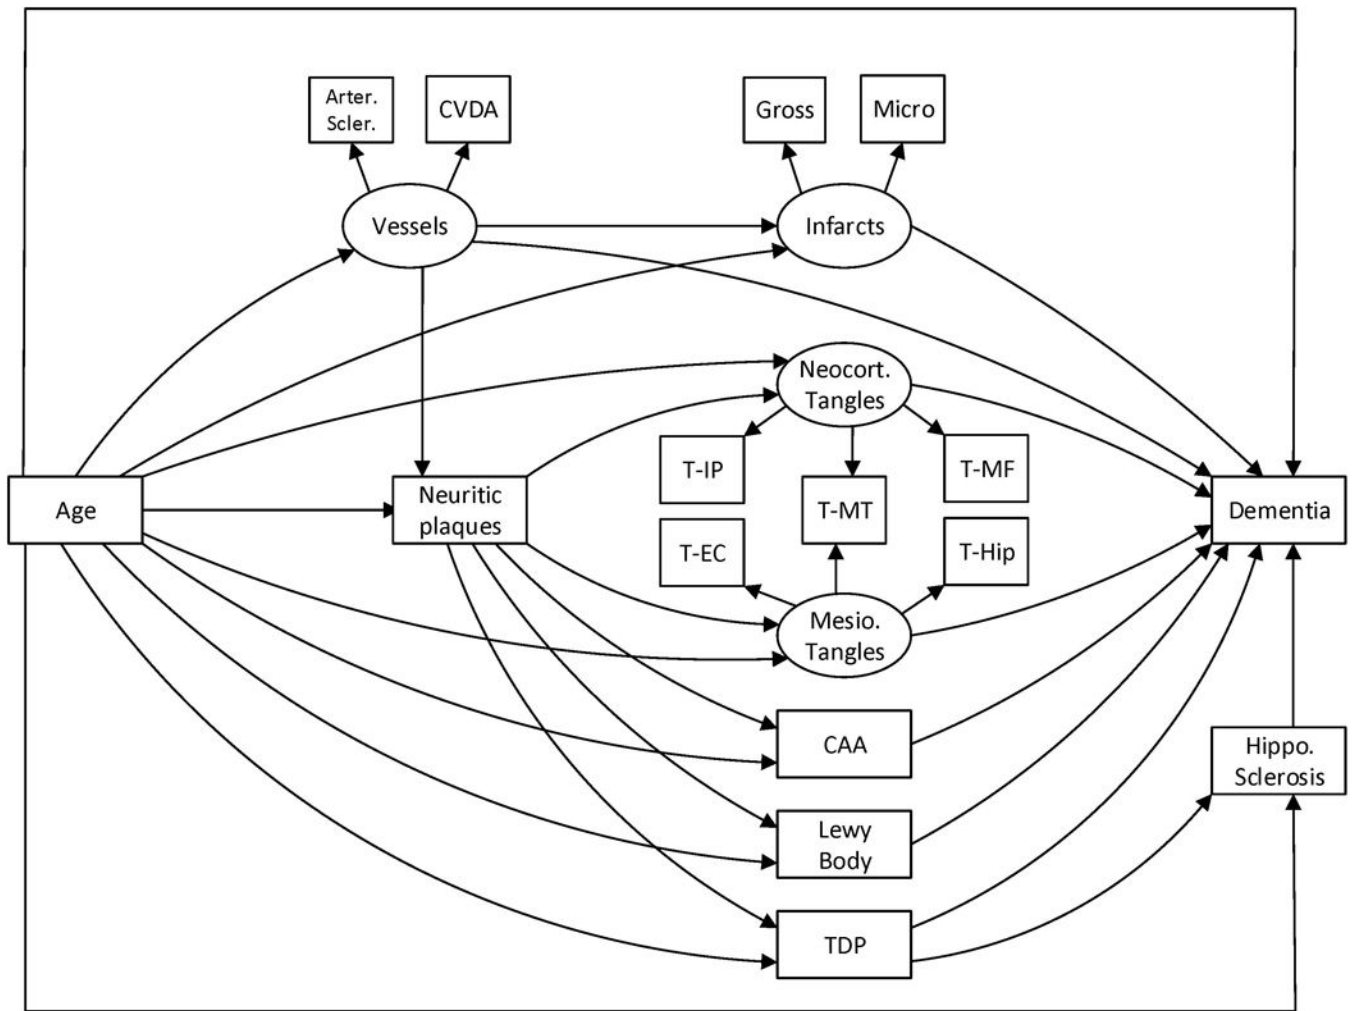 Arter.
Scler.
CVDA
Gross
Micro
Vessels
Infarcts
Neocort.
Tangles
T-IP
T-MF
T-MT
Age
Neuritic
plaques
Dementia
T-EC
T-Hip
Mesio.
Tangles
CAA
Hippo.
Sclerosis
Lewy
Body
TDP